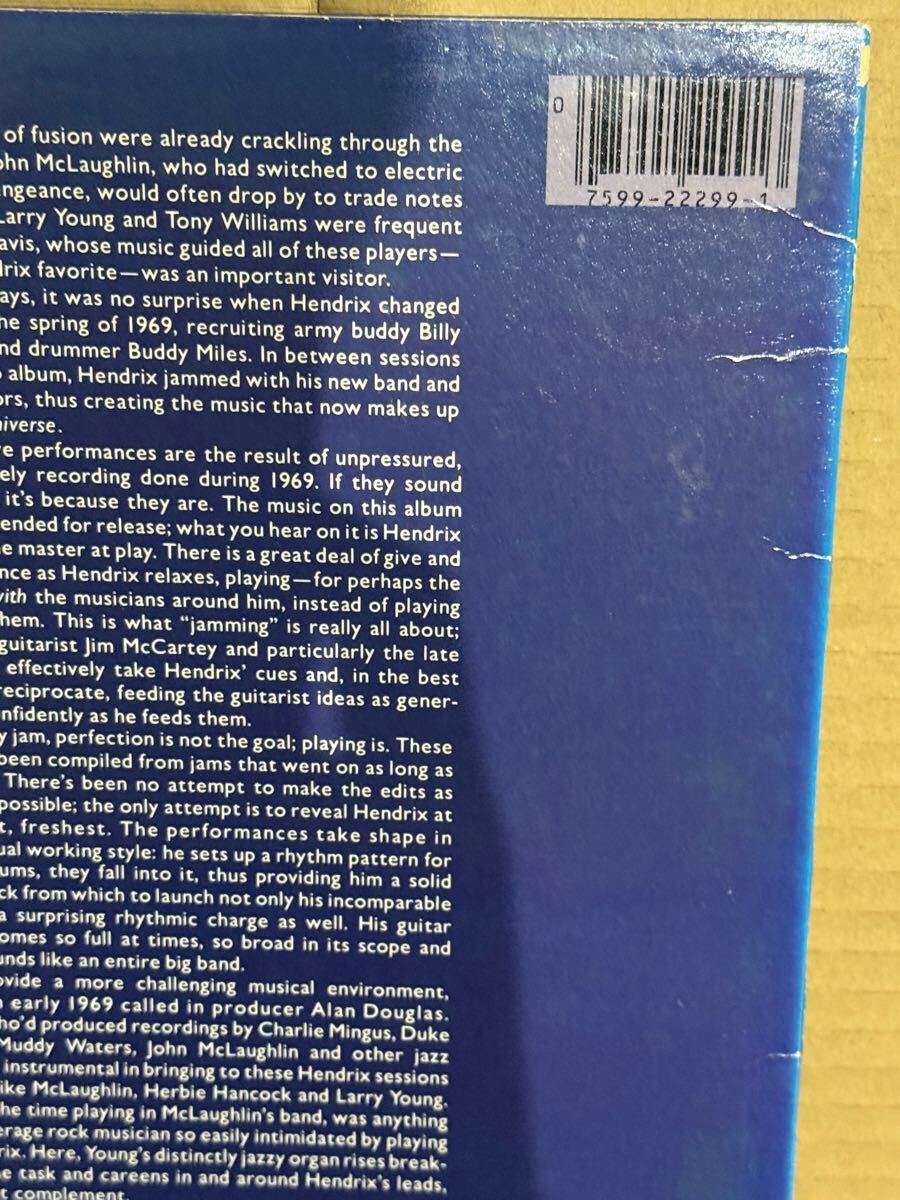 0
7599-22299-1
of fusion were already crackling through the
ohn McLaughlin, who had switched to electric
engeance, would often drop by to trade notes
Larry Young and Tony Williams were frequent
avis, whose music guided all of these players—
drix favorite—was an important visitor.
ays, it was no surprise when Hendrix changed
he spring of 1969, recruiting army buddy Billy
nd drummer Buddy Miles. In between sessions
album, Hendrix jammed with his new band and
ors, thus creating the music that now makes up
niverse.
ve performances are the result of unpressured,
ely recording done during 1969. If they sound
it's because they are. The music on this album
ended for release; what you hear on it is Hendrix
e master at play. There is a great deal of give and
nce as Hendrix relaxes, playing—for perhaps the
with the musicians around him, instead of playing
hem. This is what "jamming" is really all about;
guitarist Jim McCartey and particularly the late
effectively take Hendrix' cues and, in the best
reciprocate, feeding the guitarist ideas as gener-
onfidently as he feeds them.
y jam, perfection is not the goal; playing is. These
been compiled from jams that went on as long as
There's been no attempt to make the edits as
possible; the only attempt is to reveal Hendrix at
t, freshest. The performances take shape in
ual working style: he sets up a rhythm pattern for
ums, they fall into it, thus providing him a solid
ck from which to launch not only his incomparable
a surprising rhythmic charge as well. His guitar
omes so full at times, so broad in its scope and
unds like an entire big band.
ovide a more challenging musical environment,
n early 1969 called in producer Alan Douglas.
ho'd produced recordings by Charlie Mingus, Duke
Muddy Waters, John McLaughlin and other jazz
instrumental in bringing to these Hendrix sessions
ike McLaughlin, Herbie Hancock and Larry Young.
he time playing in McLaughlin's band, was anything
erage rock musician so easily intimidated by playing
rix. Here, Young's distinctly jazzy organ rises break-
e task and careens in and around Hendrix's leads,
t complement.